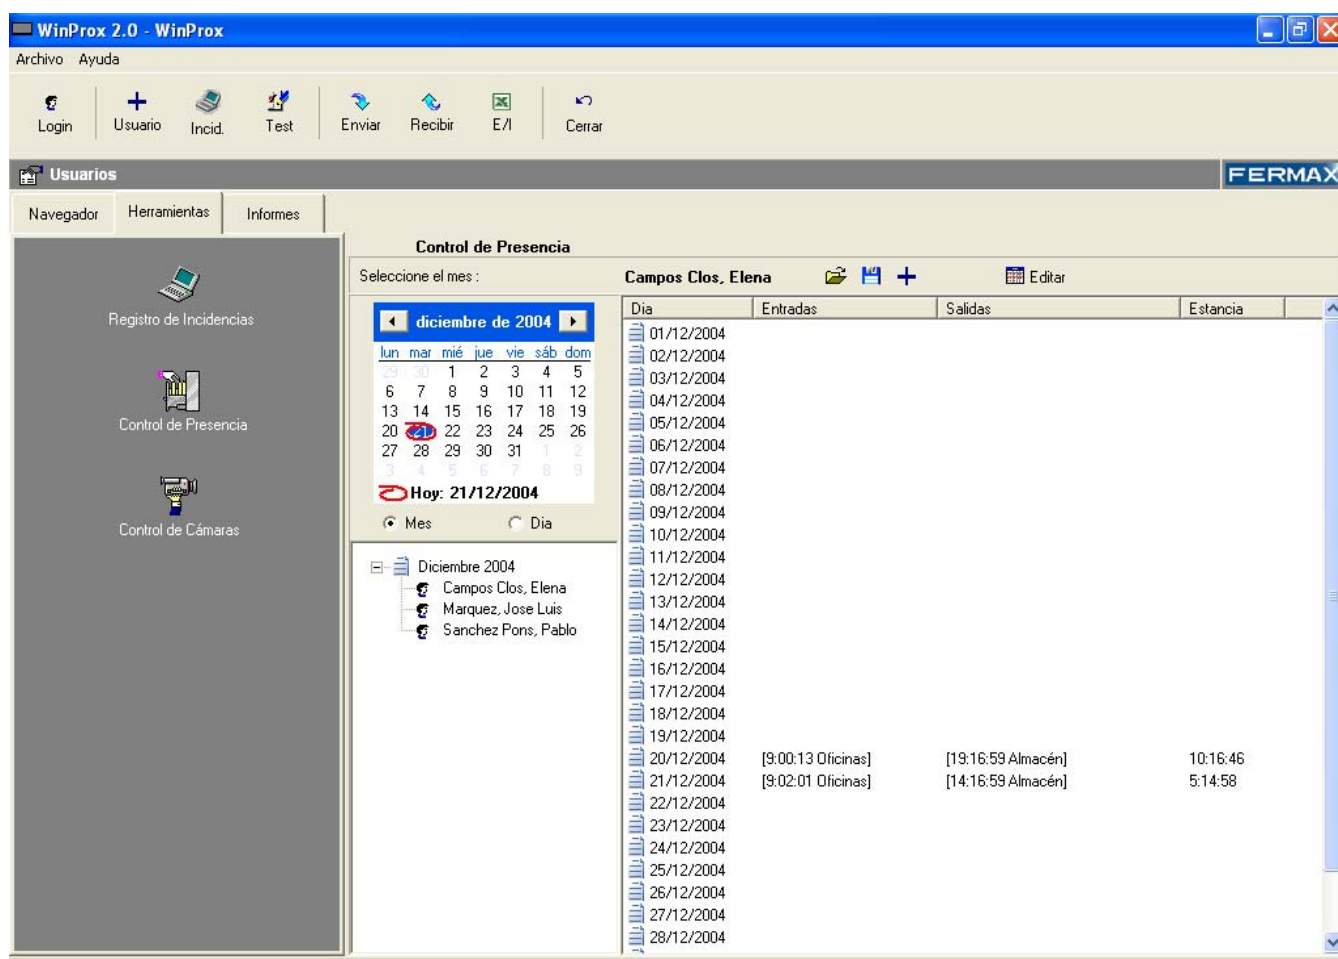 WinProx 2.0 - WinProx
Archivo Ayuda
Login Usuario Incid. Test Enviar Recibir E/I Cerrar
Usuarios FERMAX
Navegador Herramientas Informes
Control de Presencia
Seleccione el mes : Campos Clos, Elena Editar
Registro de Incidencias
Control de Presencia
Control de Cámaras
diciembre de 2004
lun mar mié jue vie sáb dom
29 30 1 2 3 4 5
6 7 8 9 10 11 12
13 14 15 16 17 18 19
20 21 22 23 24 25 26
27 28 29 30 31 1 2
3 4 5 6 7 8 9
Hoy: 21/12/2004
Mes Dia
Diciembre 2004
Campos Clos, Elena
Marquez, Jose Luis
Sanchez Pons, Pablo
Dia Entradas Salidas Estancia
01/12/2004
02/12/2004
03/12/2004
04/12/2004
05/12/2004
06/12/2004
07/12/2004
08/12/2004
09/12/2004
10/12/2004
11/12/2004
12/12/2004
13/12/2004
14/12/2004
15/12/2004
16/12/2004
17/12/2004
18/12/2004
19/12/2004
20/12/2004 [9:00:13 Oficinas] [19:16:59 Almacén] 10:16:46
21/12/2004 [9:02:01 Oficinas] [14:16:59 Almacén] 5:14:58
22/12/2004
23/12/2004
24/12/2004
25/12/2004
26/12/2004
27/12/2004
28/12/2004